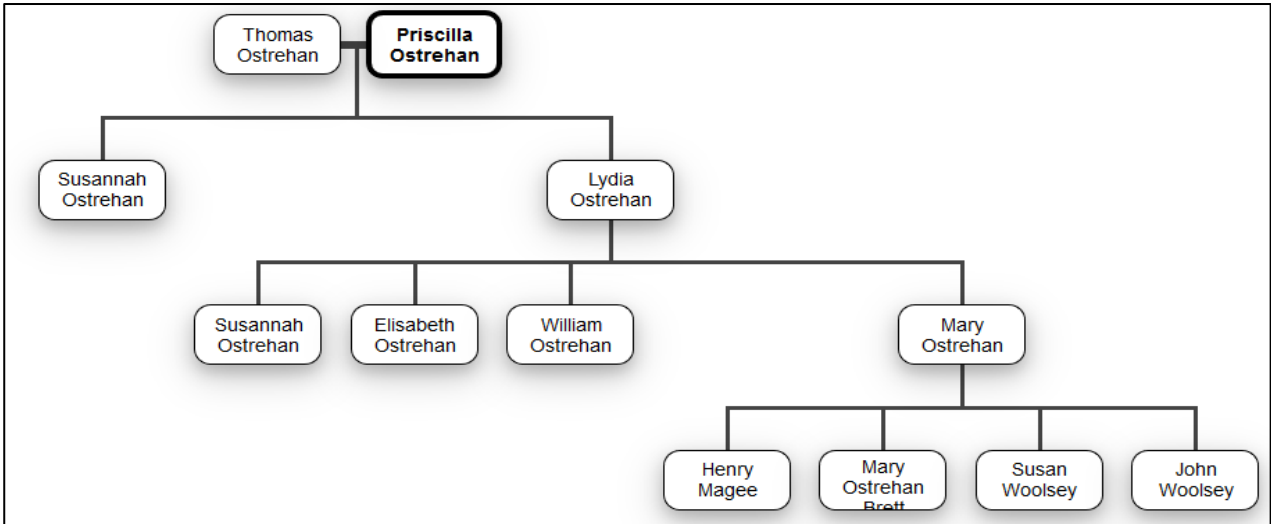 Thomas
Ostrehan
Priscilla
Ostrehan
Susannah
Ostrehan
Lydia
Ostrehan
Susannah
Ostrehan
Elisabeth
Ostrehan
William
Ostrehan
Mary
Ostrehan
Henry
Magee
Mary
Ostrehan
Brett
Susan
Woolsey
John
Woolsey